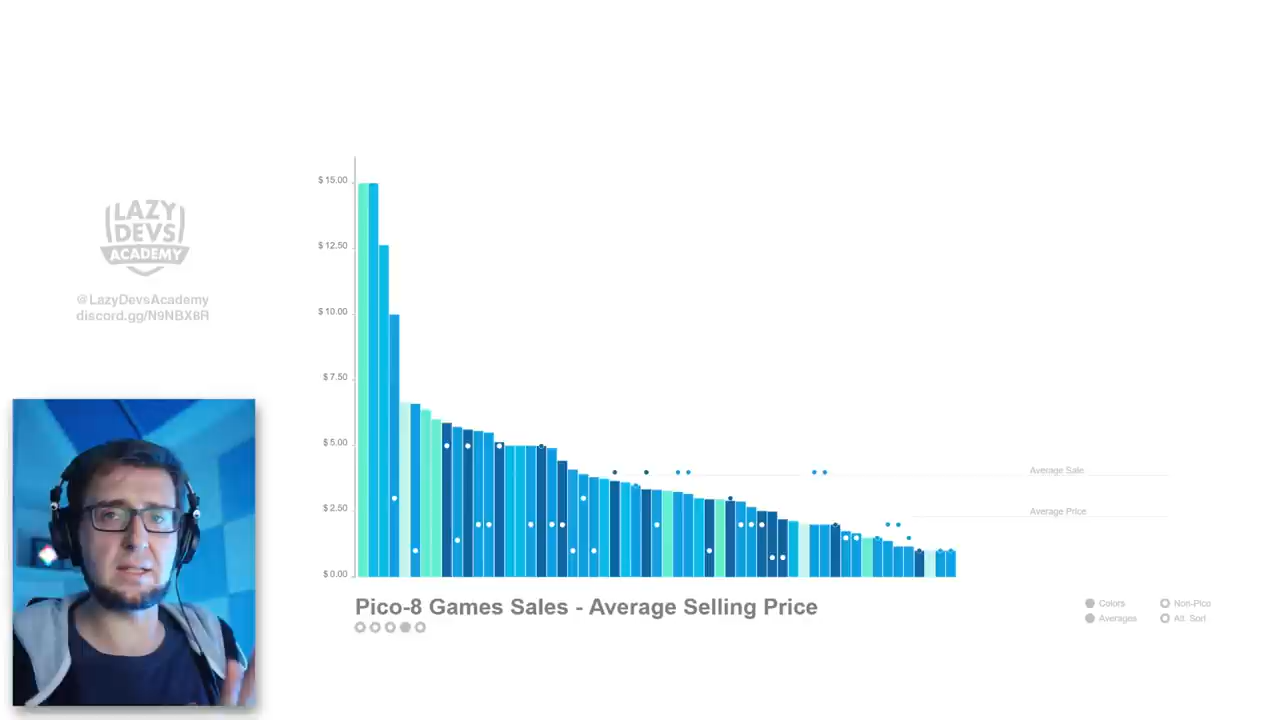 LAZY
DEVS
ACADEMY
@LazyDevsAcademy
discord.gg/N9NBX8R
$ 15.00
$ 12.50
$ 10.00
$ 7.50
$ 5.00
$ 2.50
$ 0.00
Average Sale
Average Price
Pico-8 Games Sales - Average Selling Price
Colors
Non-Pico
Averages
Alt. Sort